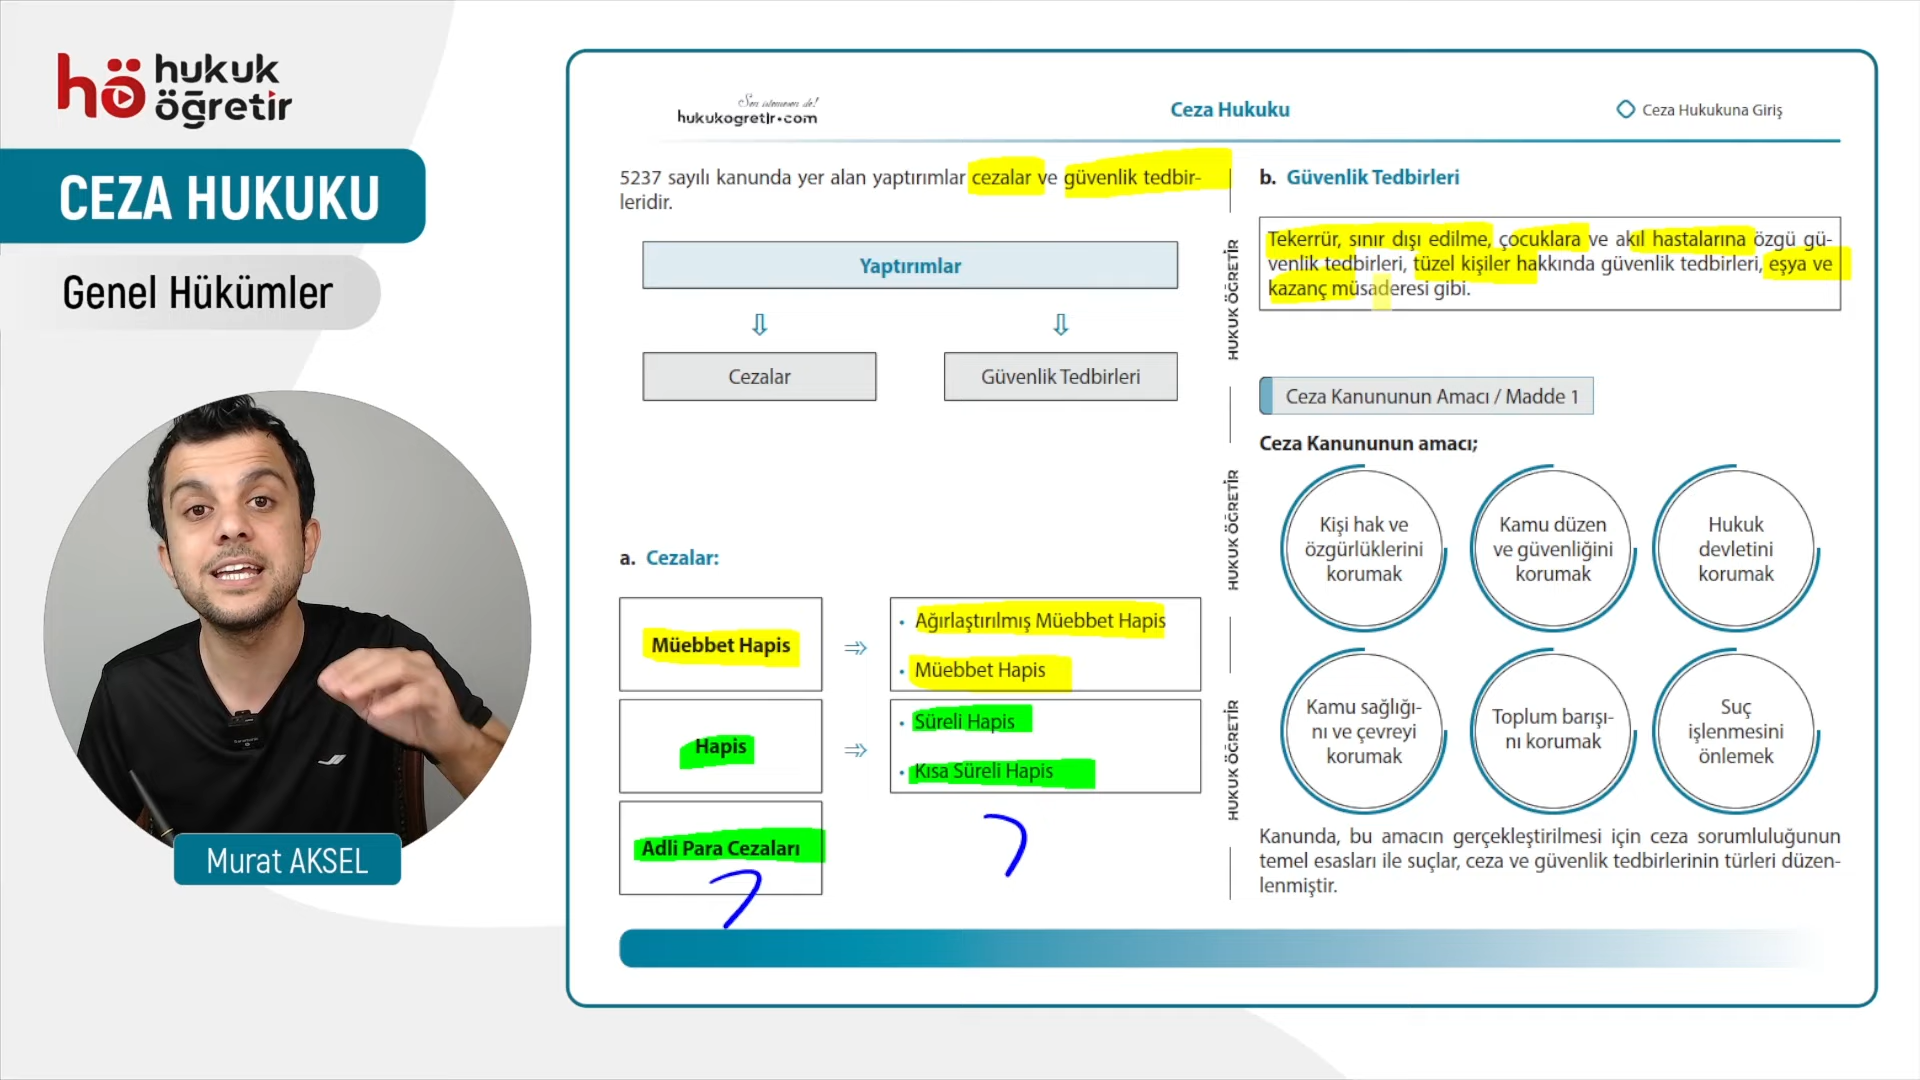 hö hukuk
öğretir
CEZA HUKUKU
Genel Hükümler
Murat AKSEL
Sen istemesen de!
hukukogretir•com
Ceza Hukuku
Ceza Hukukuna Giriş
5237 sayılı kanunda yer alan yaptırımlar cezalar ve güvenlik tedbir-
leridir.
Yaptırımlar
Cezalar
Güvenlik Tedbirleri
a. Cezalar:
Müebbet Hapis
• Ağırlaştırılmış Müebbet Hapis
• Müebbet Hapis
Hapis
• Süreli Hapis
• Kısa Süreli Hapis
Adli Para Cezaları
HUKUK ÖĞRETİR
HUKUK ÖĞRETİR
HUKUK ÖĞRETİR
b. Güvenlik Tedbirleri
Tekerrür, sınır dışı edilme, çocuklara ve akıl hastalarına özgü gü-
venlik tedbirleri, tüzel kişiler hakkında güvenlik tedbirleri, eşya ve
kazanç müsaderesi gibi.
Ceza Kanununun Amacı / Madde 1
Ceza Kanununun amacı;
Kişi hak ve
özgürlüklerini
korumak
Kamu düzen
ve güvenliğini
korumak
Hukuk
devletini
korumak
Kamu sağlığı-
nı ve çevreyi
korumak
Toplum barışı-
nı korumak
Suç
işlenmesini
önlemek
Kanunda, bu amacın gerçekleştirilmesi için ceza sorumluluğunun
temel esasları ile suçlar, ceza ve güvenlik tedbirlerinin türleri düzen-
lenmiştir.